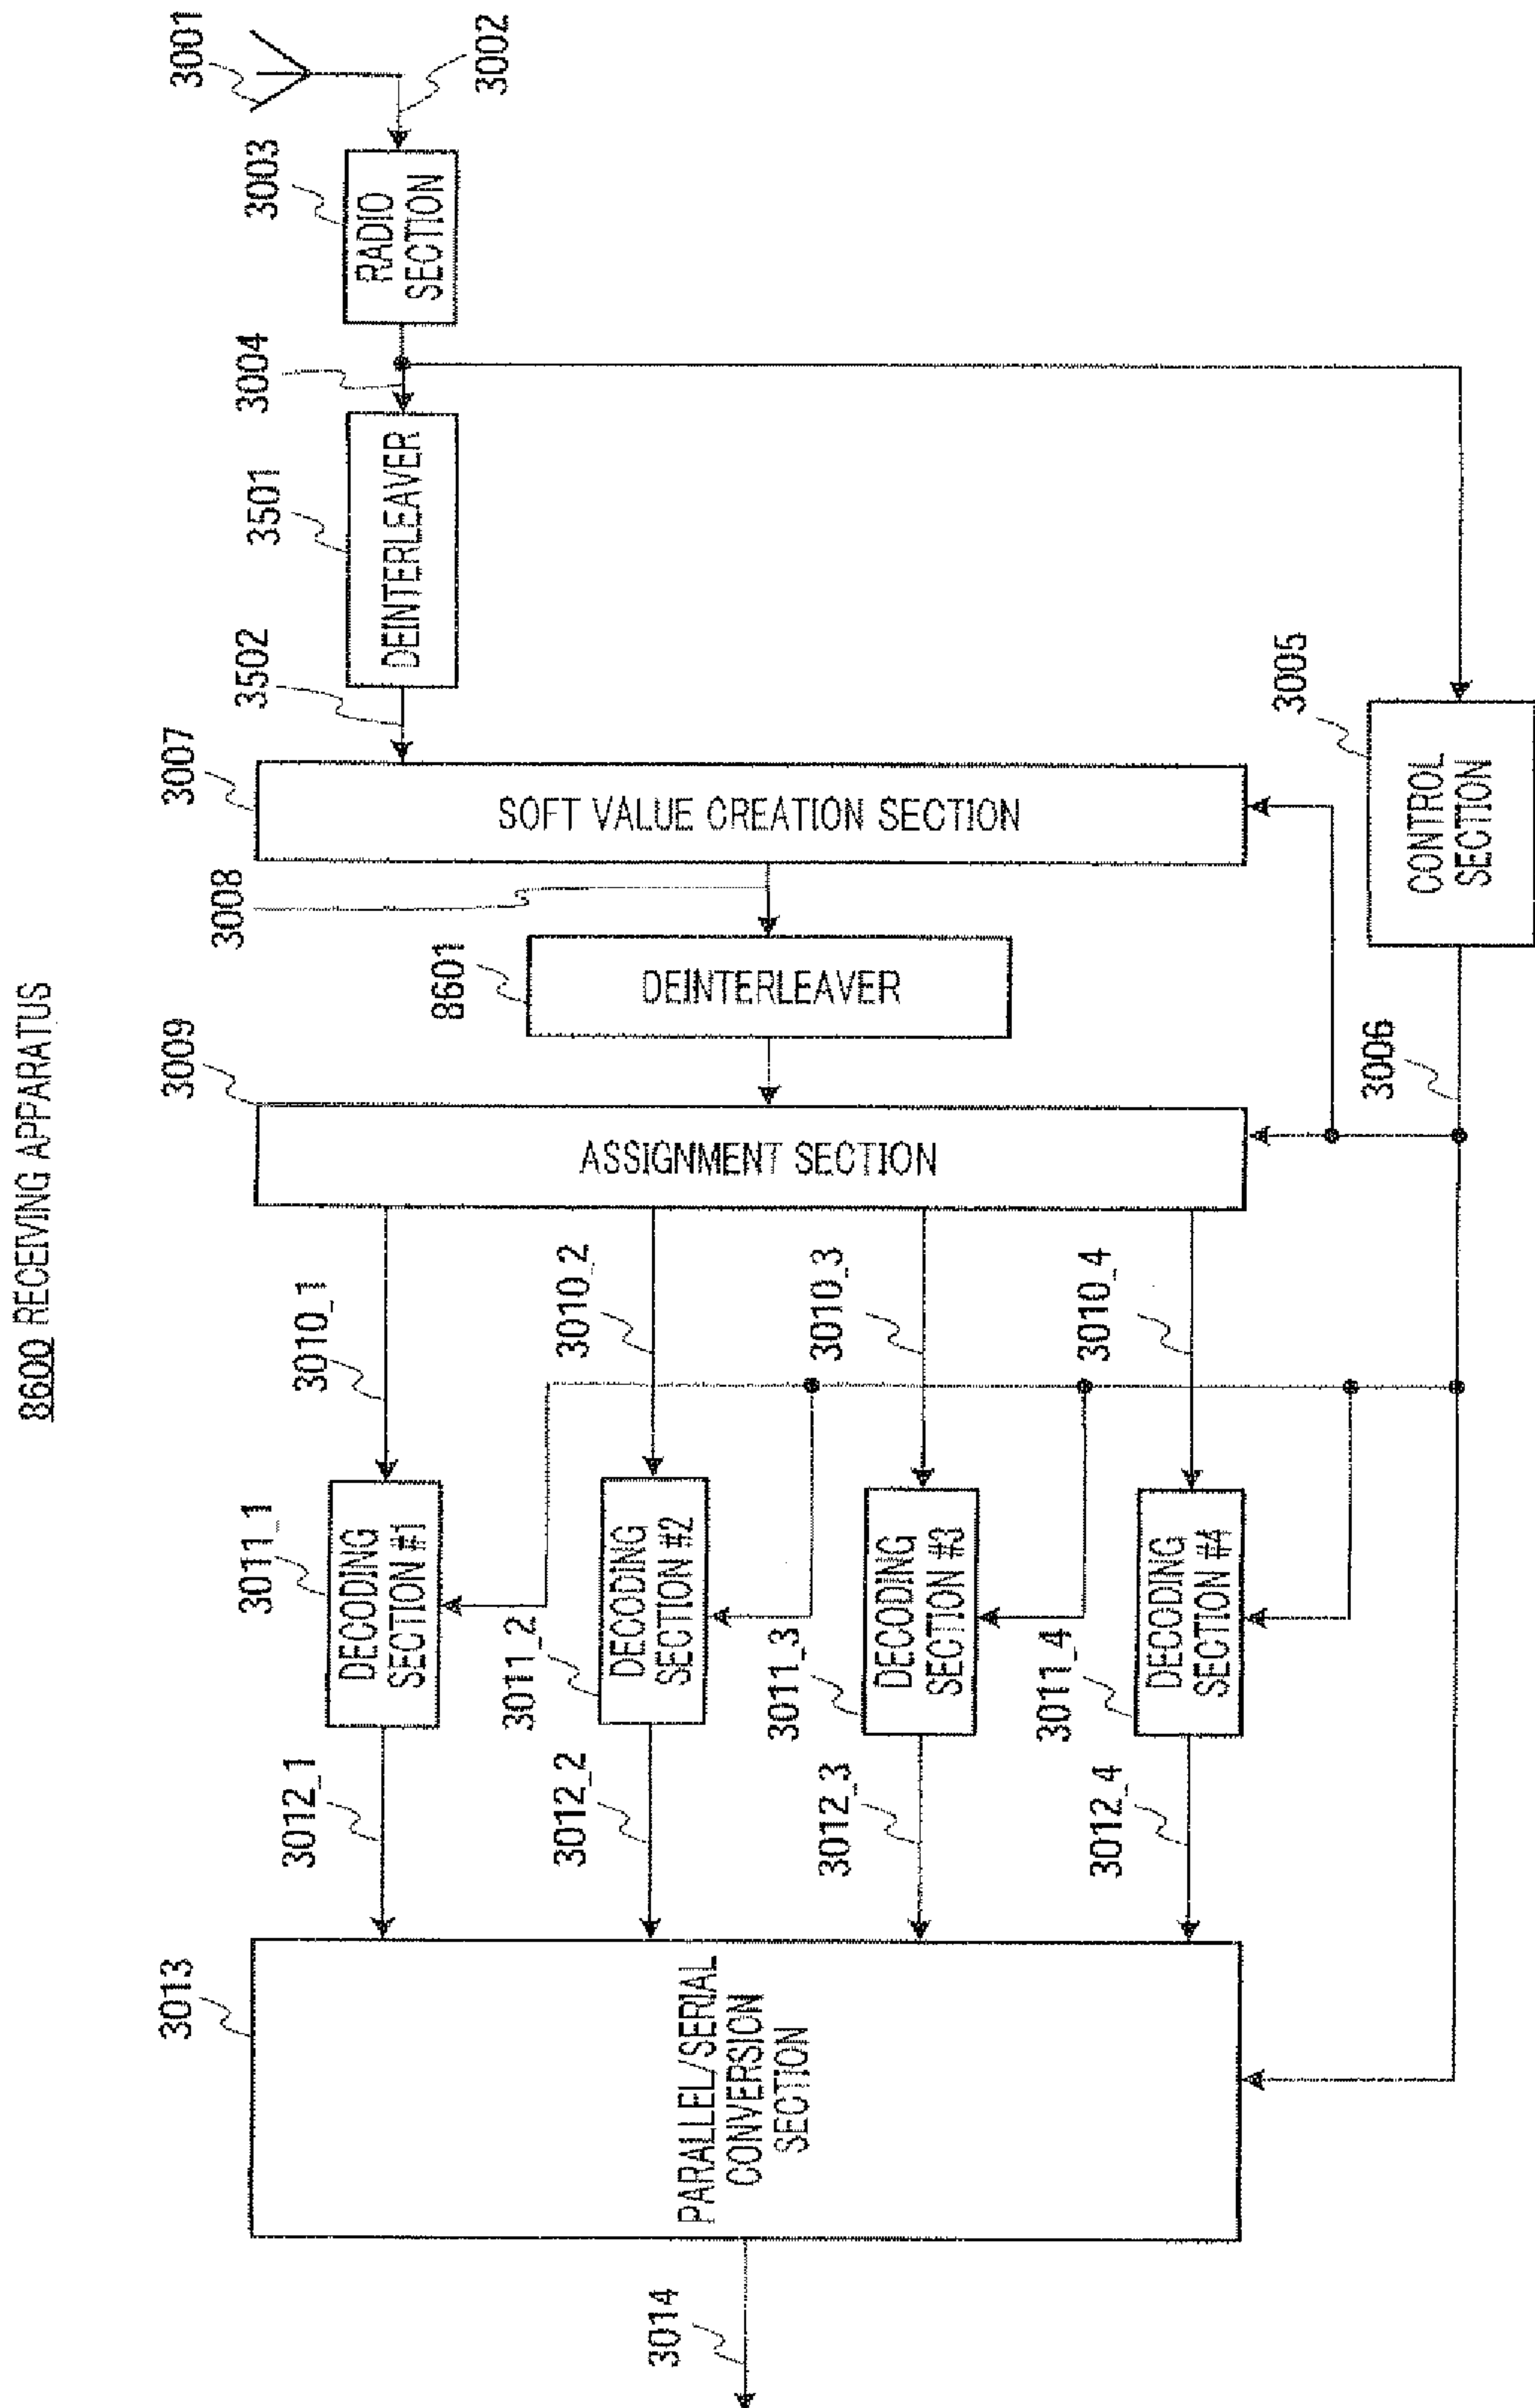 8600 RECEIVING APPARATUS
3001
3002
3003
RADIO
SECTION
3004
3501
DEINTERLEAVER
3502
3007
SOFT VALUE CREATION SECTION
3008
8601
DEINTERLEAVER
3005
CONTROL
SECTION
3006
3009
ASSIGNMENT SECTION
3010_1
3010_2
3010_3
3010_4
3011_1
DECODING
SECTION #1
3011_2
DECODING
SECTION #2
3011_3
DECODING
SECTION #3
3011_4
DECODING
SECTION #4
3012_1
3012_2
3012_3
3012_4
3013
PARALLEL/SERIAL
CONVERSION
SECTION
3014